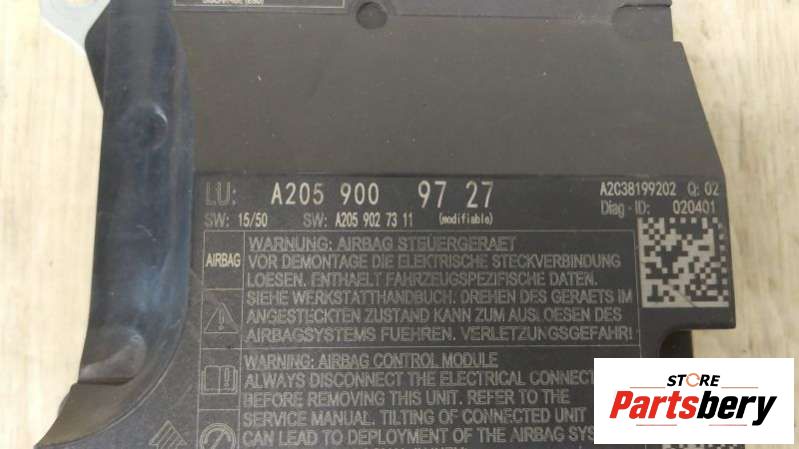 LU: A205 900 97 27
A2C38199202 Q: 02
SW: 15/50 SW: A205 902 73 11 (modifiable)
Diag - ID: 020401
WARNUNG: AIRBAG STEUERGERAET
AIRBAG
VOR DEMONTAGE DIE ELEKTRISCHE STECKVERBINDUNG
LOESEN. ENTHAELT FAHRZEUGSPEZIFISCHE DATEN.
SIEHE WERKSTATTHANDBUCH. DREHEN DES GERAETS IM
ANGESTECKTEN ZUSTAND KANN ZUM AUSLOESEN DES
AIRBAGSYSTEMS FUEHREN. VERLETZUNGSGEFAHR!
WARNING: AIRBAG CONTROL MODULE
ALWAYS DISCONNECT THE ELECTRICAL CONNECT
BEFORE REMOVING THIS UNIT. REFER TO THE
SERVICE MANUAL. TILTING OF CONNECTED UNIT
CAN LEAD TO DEPLOYMENT OF THE AIRBAG SYS
STORE
Partsbery